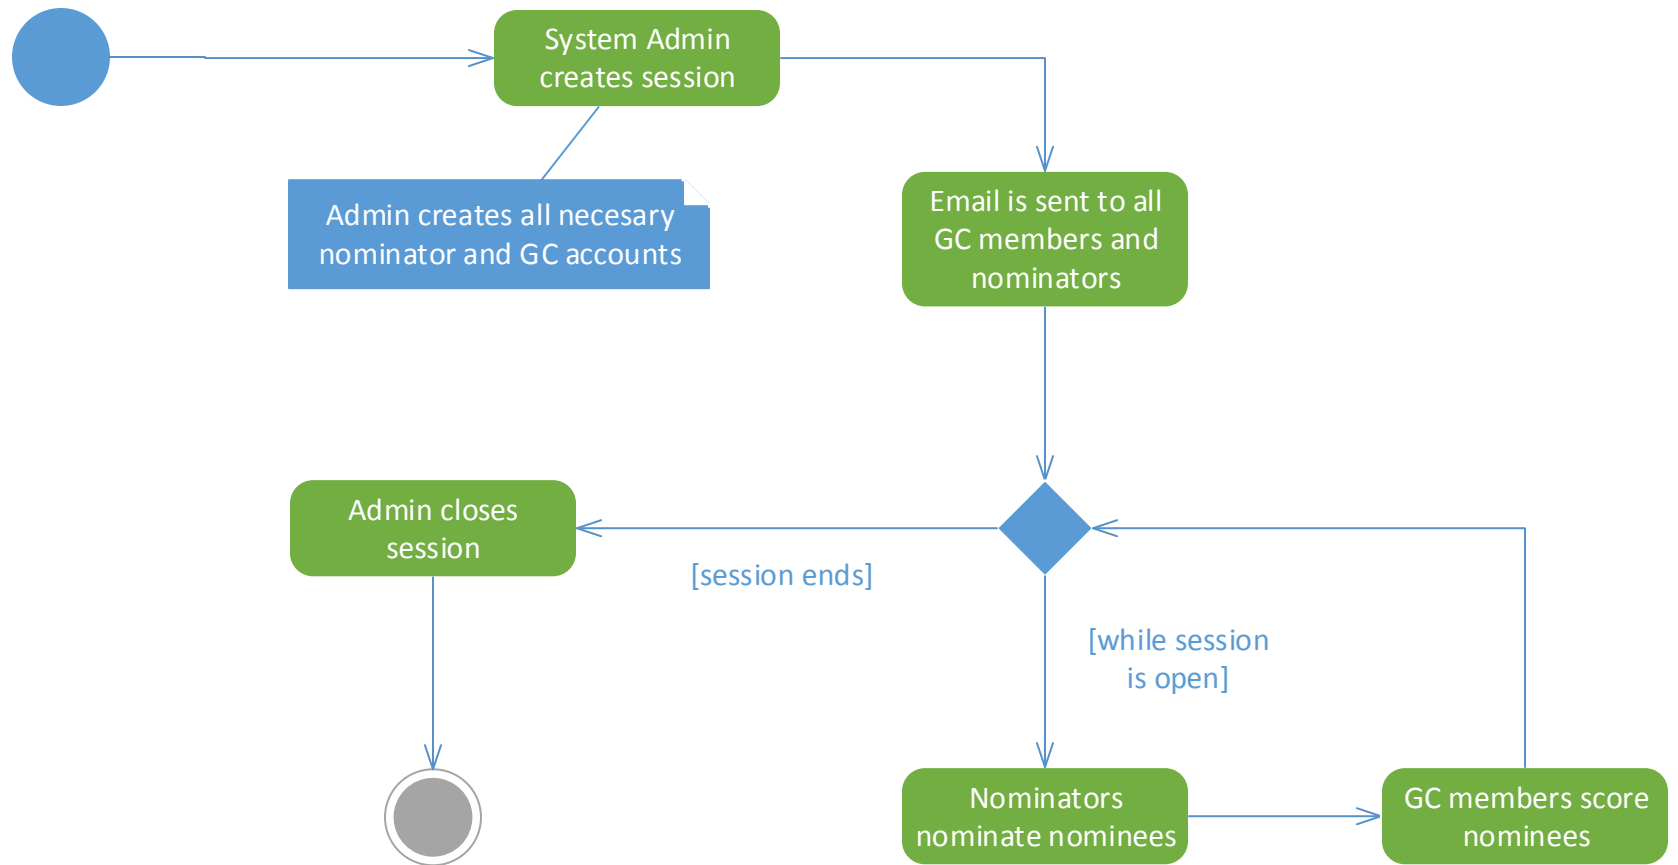 System Admin
creates session
Admin creates all necesary
nominator and GC accounts
Email is sent to all
GC members and
nominators
Admin closes
session
[session ends]
[while session
is open]
Nominators
nominate nominees
GC members score
nominees